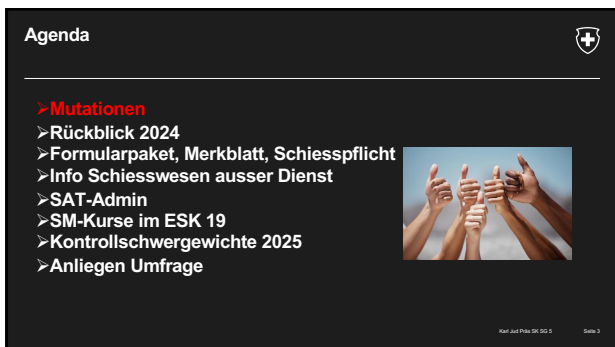 Agenda
➢Mutationen
➢Rückblick 2024
➢Formularpaket, Merkblatt, Schiesspflicht
➢Info Schiesswesen ausser Dienst
➢SAT-Admin
➢SM-Kurse im ESK 19
➢Kontrollschwergewichte 2025
➢Anliegen Umfrage
Karl Jud Präs SK SG 5 Seite 3